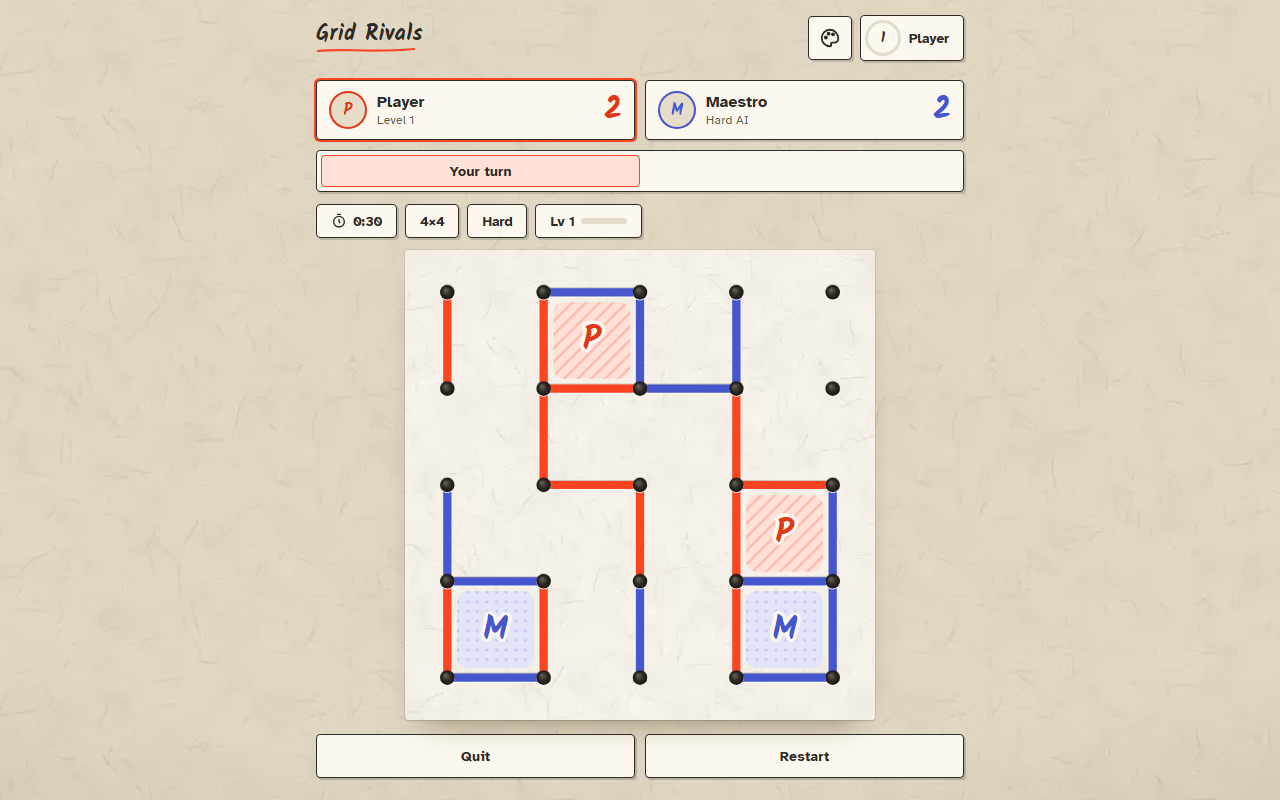 Grid Rivals
I Player
P Player 2
Level 1
M Maestro 2
Hard AI
Your turn
0:30 4×4 Hard Lv 1
P
P
M M
Quit Restart